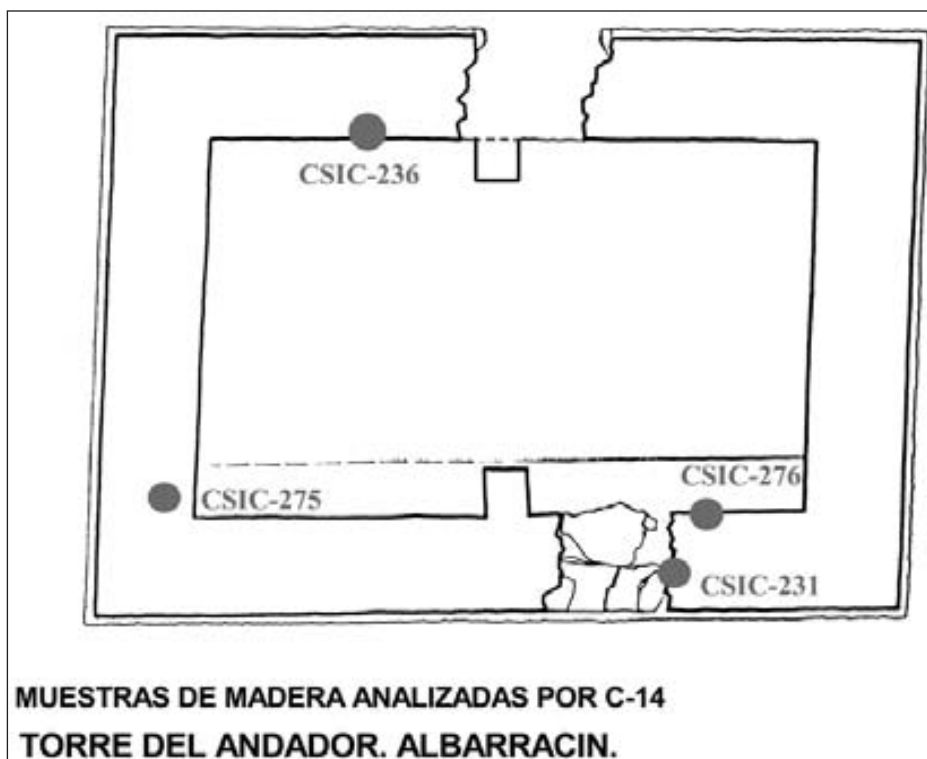 CSIC-236
CSIC-276
CSIC-275
CSIC-231
MUESTRAS DE MADERA ANALIZADAS POR C-14
TORRE DEL ANDADOR. ALBARRACIN.